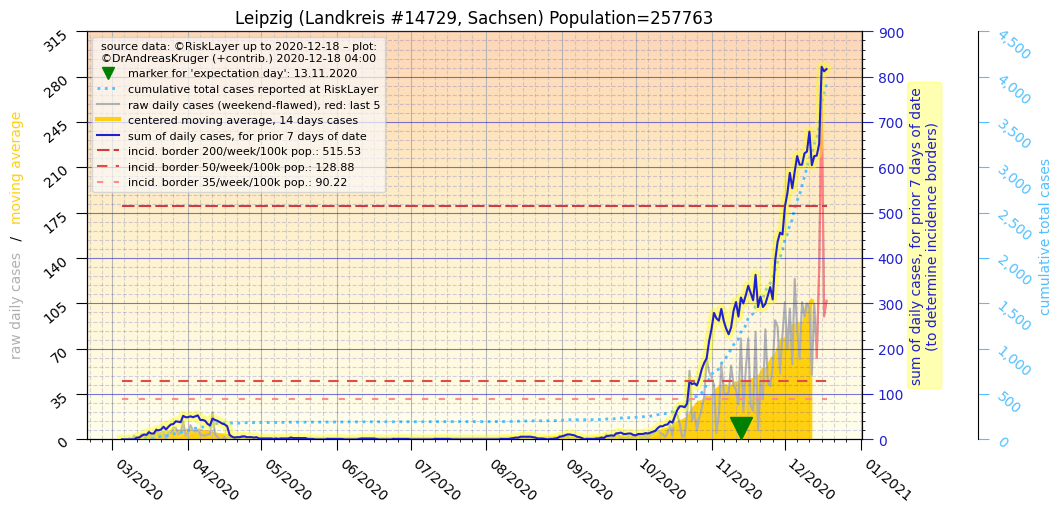 Leipzig (Landkreis #14729, Sachsen) Population=257763
source data: ©RiskLayer up to 2020-12-18 – plot:
©DrAndreasKruger (+contrib.) 2020-12-18 04:00
marker for 'expectation day': 13.11.2020
cumulative total cases reported at RiskLayer
raw daily cases (weekend-flawed), red: last 5
centered moving average, 14 days cases
sum of daily cases, for prior 7 days of date
incid. border 200/week/100k pop.: 515.53
incid. border 50/week/100k pop.: 128.88
incid. border 35/week/100k pop.: 90.22
raw daily cases / moving average
315
280
245
210
175
140
105
70
35
0
03/2020
04/2020
05/2020
06/2020
07/2020
08/2020
09/2020
10/2020
11/2020
12/2020
01/2021
900
800
700
600
500
400
300
200
100
0
sum of daily cases, for prior 7 days of date
(to determine incidence borders)
4,500
4,000
3,500
3,000
2,500
2,000
1,500
1,000
500
0
cumulative total cases